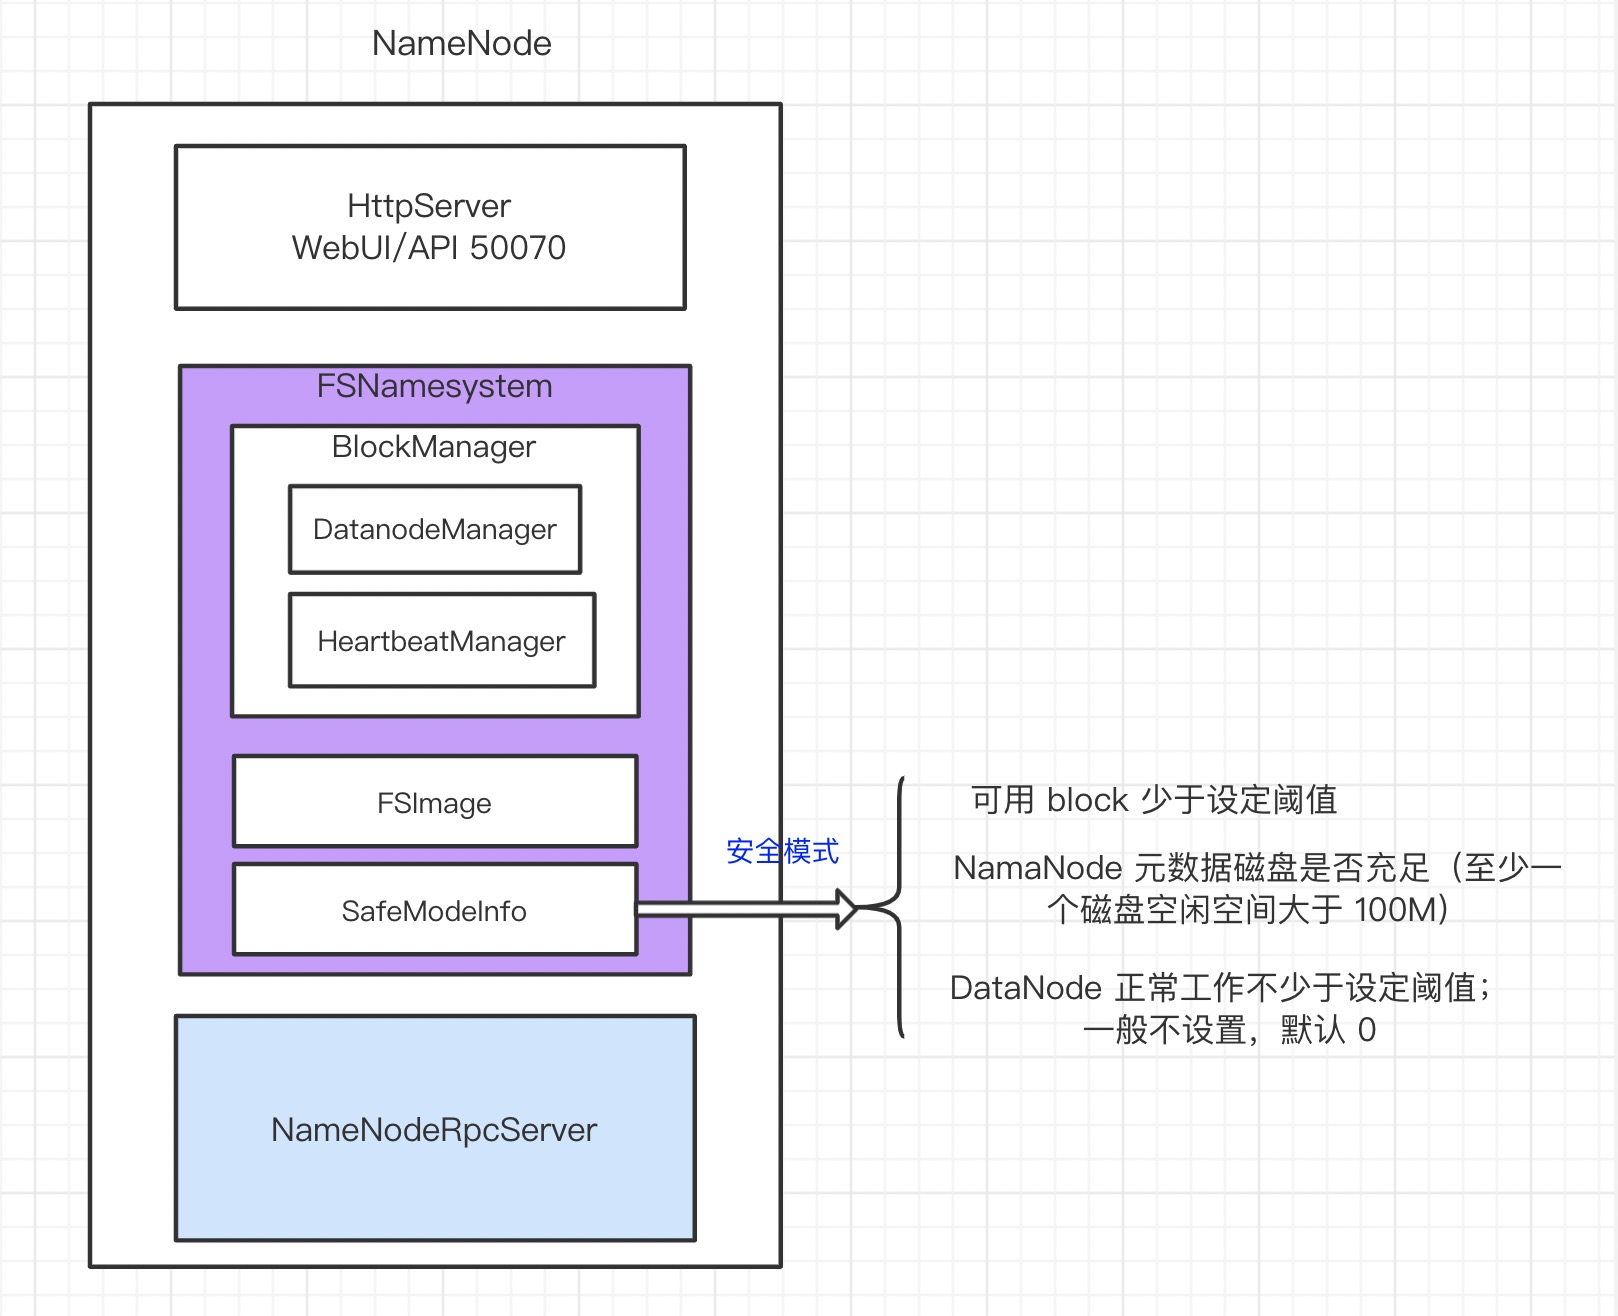 NameNode
HttpServer
WebUI/API 50070
FSNamesystem
BlockManager
DatanodeManager
HeartbeatManager
FSImage
SafeModeInfo
安全模式
可用 block 少于设定阈值
NamaNode 元数据磁盘是否充足（至少一
个磁盘空闲空间大于 100M）
DataNode 正常工作不少于设定阈值；
一般不设置，默认 0
NameNodeRpcServer